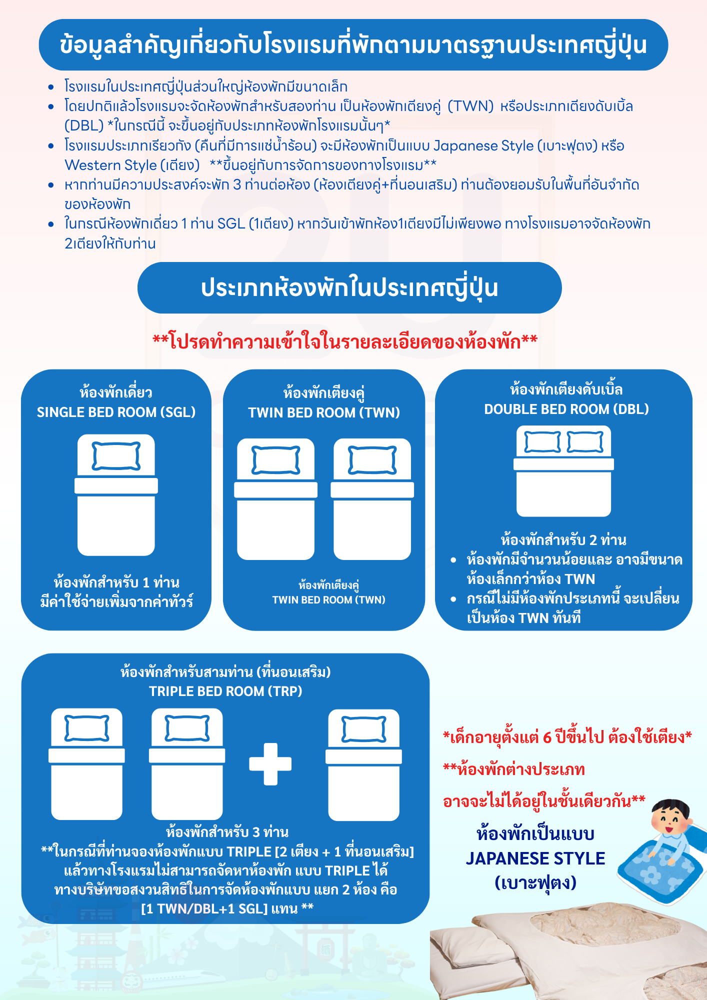 ข้อมูลสำคัญเกี่ยวกับโรงแรมที่พักตามมาตรฐานประเทศญี่ปุ่น
• โรงแรมในประเทศญี่ปุ่นส่วนใหญ่ห้องพักมีขนาดเล็ก
• โดยปกติแล้วโรงแรมจะจัดห้องพักสำหรับสองท่าน เป็นห้องพักเตียงคู่ (TWN) หรือประเภทเตียงดับเบิ้ล
(DBL) *ในกรณีนี้ จะขึ้นอยู่กับประเภทห้องพักโรงแรมนั้นๆ*
• โรงแรมประเภทเรียวกัง (คืนที่มีการแช่น้ำร้อน) จะมีห้องพักเป็นแบบ Japanese Style (เบาะฟุตง) หรือ
Western Style (เตียง) **ขึ้นอยู่กับการจัดการของทางโรงแรม**
• หากท่านมีความประสงค์จะพัก 3 ท่านต่อห้อง (ห้องเตียงคู่+ที่นอนเสริม) ท่านต้องยอมรับในพื้นที่อันจำกัด
ของห้องพัก
• ในกรณีห้องพักเดี่ยว 1 ท่าน SGL (1เตียง) หากวันเข้าพักห้อง1เตียงมีไม่เพียงพอ ทางโรงแรมอาจจัดห้องพัก
2เตียงให้กับท่าน
ประเภทห้องพักในประเทศญี่ปุ่น
**โปรดทำความเข้าใจในรายละเอียดของห้องพัก**
ห้องพักเดี่ยว
SINGLE BED ROOM (SGL)
ห้องพักสำหรับ 1 ท่าน
มีค่าใช้จ่ายเพิ่มจากค่าทัวร์
ห้องพักเตียงคู่
TWIN BED ROOM (TWN)
ห้องพักเตียงคู่
TWIN BED ROOM (TWN)
ห้องพักเตียงดับเบิ้ล
DOUBLE BED ROOM (DBL)
ห้องพักสำหรับ 2 ท่าน
• ห้องพักมีจำนวนน้อยและ อาจมีขนาด
ห้องเล็กกว่าห้อง TWN
• กรณีไม่มีห้องพักประเภทนี้ จะเปลี่ยน
เป็นห้อง TWN ทันที
ห้องพักสำหรับสามท่าน (ที่นอนเสริม)
TRIPLE BED ROOM (TRP)
ห้องพักสำหรับ 3 ท่าน
**ในกรณีที่ท่านจองห้องพักแบบ TRIPLE [2 เตียง + 1 ที่นอนเสริม]
แล้วทางโรงแรมไม่สามารถจัดหาห้องพัก แบบ TRIPLE ได้
ทางบริษัทขอสงวนสิทธิในการจัดห้องพักแบบ แยก 2 ห้อง คือ
[1 TWN/DBL+1 SGL] แทน **
*เด็กอายุตั้งแต่ 6 ปีขึ้นไป ต้องใช้เตียง*
**ห้องพักต่างประเภท
อาจจะไม่ได้อยู่ในชั้นเดียวกัน**
ห้องพักเป็นแบบ
JAPANESE STYLE
(เบาะฟุตง)